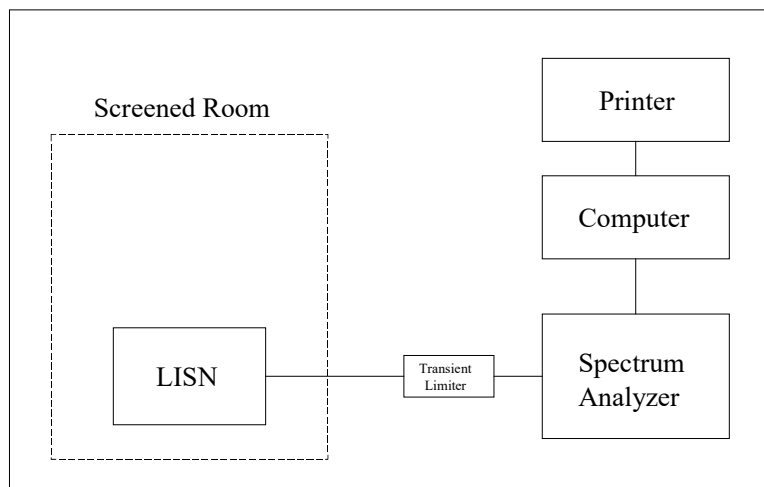 Screened Room
Printer
Computer
LISN
Transient
Limiter
Spectrum
Analyzer